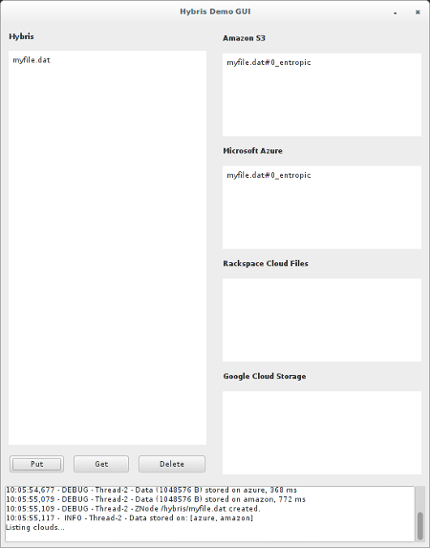 Hybris Demo GUI
Hybris
myfile.dat
Amazon S3
myfile.dat#0_entropic
Microsoft Azure
myfile.dat#0_entropic
Rackspace Cloud Files
Google Cloud Storage
Put
Get
Delete
10:05:54,677 - DEBUG - Thread-2 - Data (1048576 B) stored on azure, 368 ms
10:05:55,079 - DEBUG - Thread-2 - Data (1048576 B) stored on amazon, 772 ms
10:05:55,109 - DEBUG - Thread-2 - ZNode /hybris/myfile.dat created.
10:05:55,117 - INFO - Thread-2 - Data stored on: [azure, amazon]
Listing clouds...